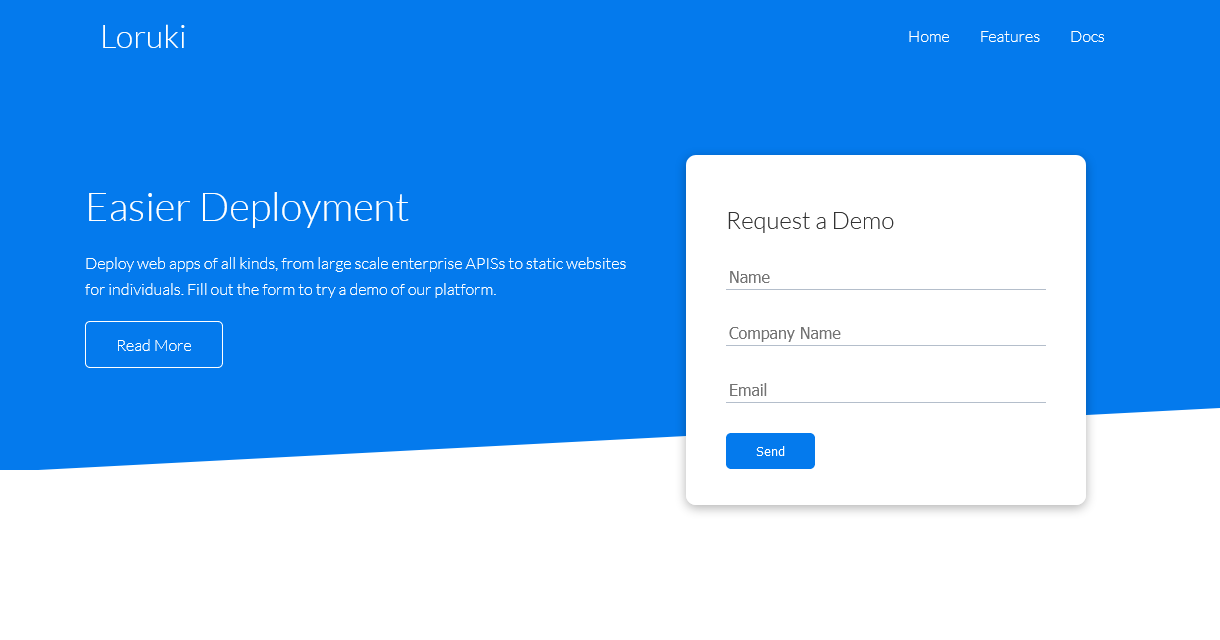 Loruki
Home
Features
Docs
Easier Deployment
Deploy web apps of all kinds, from large scale enterprise APISs to static websites
for individuals. Fill out the form to try a demo of our platform.
Read More
Request a Demo
Name
Company Name
Email
Send